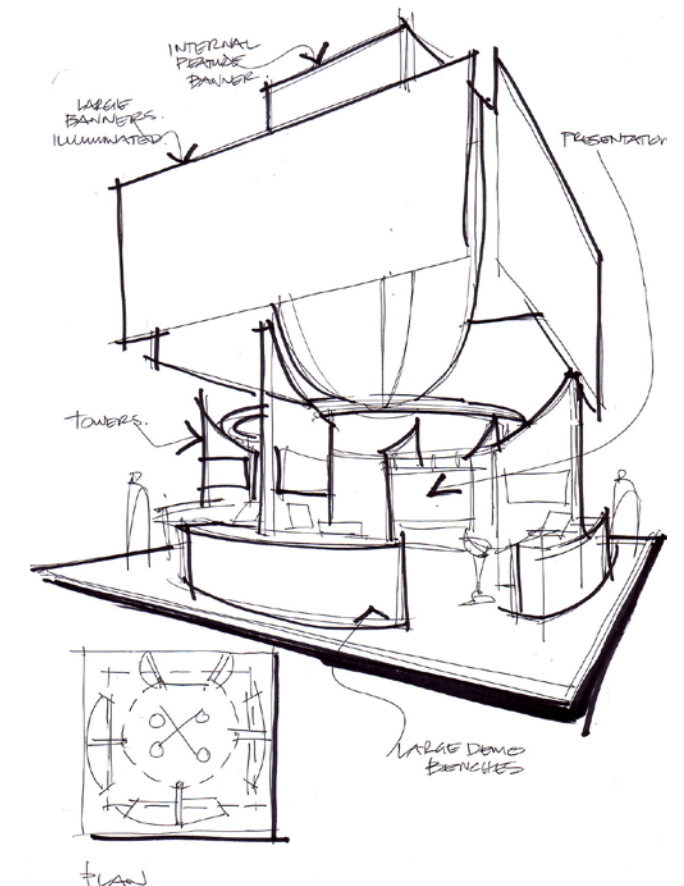 INTERNAL
FEATURE
BANNER.
LARGE
BANNERS.
ILLUMINATED.
PRESENTATION
TOWERS.
LARGE DEMO
BENCHES
PLAN